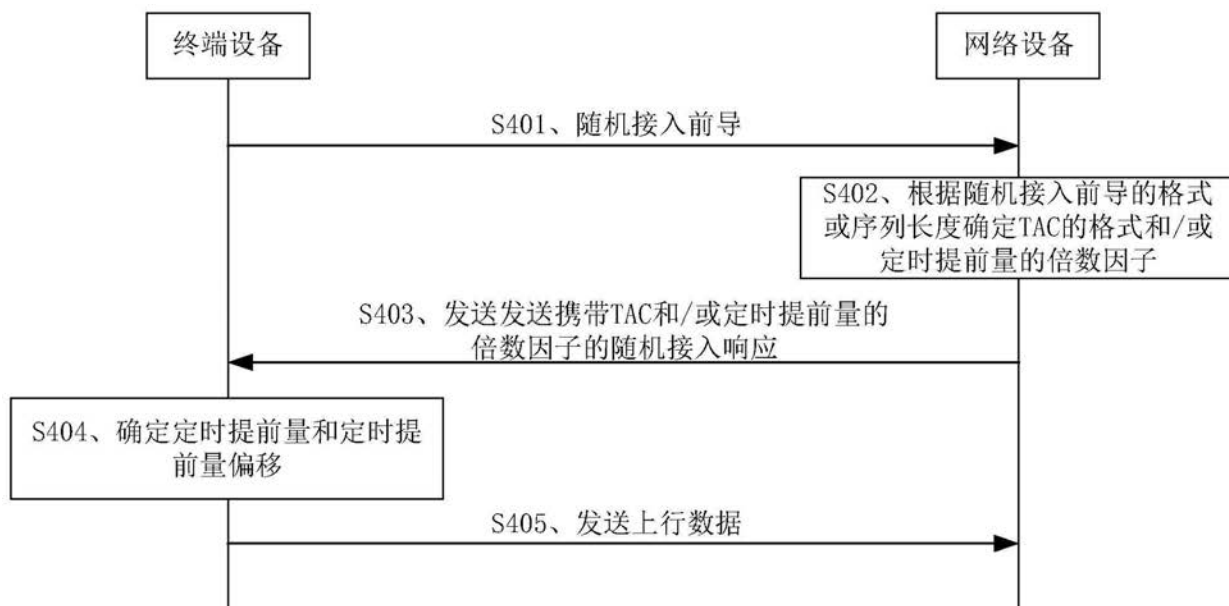 终端设备
网络设备
S401、随机接入前导
S402、根据随机接入前导的格式
或序列长度确定TAC的格式和/或
定时提前量的倍数因子
S403、发送发送携带TAC和/或定时提前量的
倍数因子的随机接入响应
S404、确定定时提前量和定时提
前量偏移
S405、发送上行数据